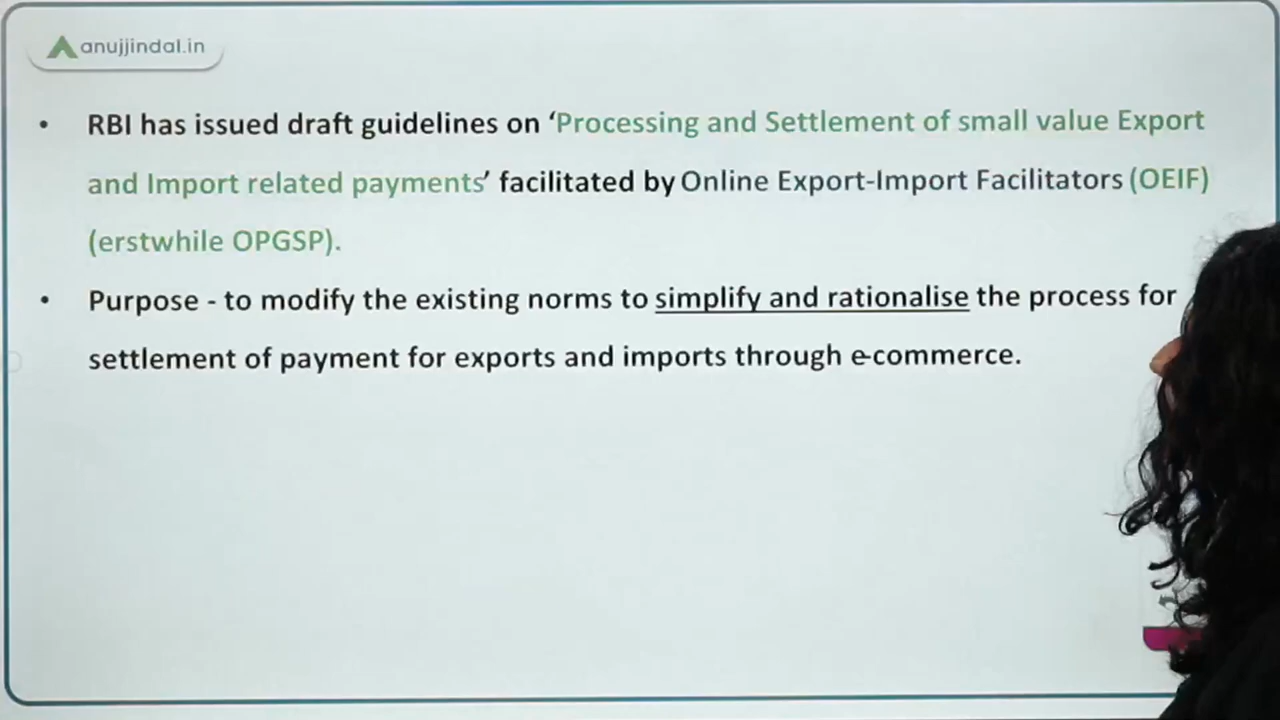 anujjindal.in
• RBI has issued draft guidelines on ‘Processing and Settlement of small value Export
and Import related payments’ facilitated by Online Export-Import Facilitators (OEIF)
(erstwhile OPGSP).
• Purpose - to modify the existing norms to simplify and rationalise the process for
settlement of payment for exports and imports through e-commerce.